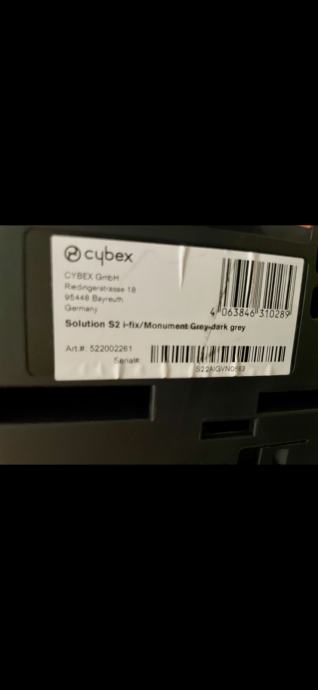 cybex
CYBEX GmbH
Riedingerstrasse 18
95448 Bayreuth
Germany
4 063846 310289
Solution S2 i-fix/Monument Grey-dark grey
Art.#: 522002261
Serial#: